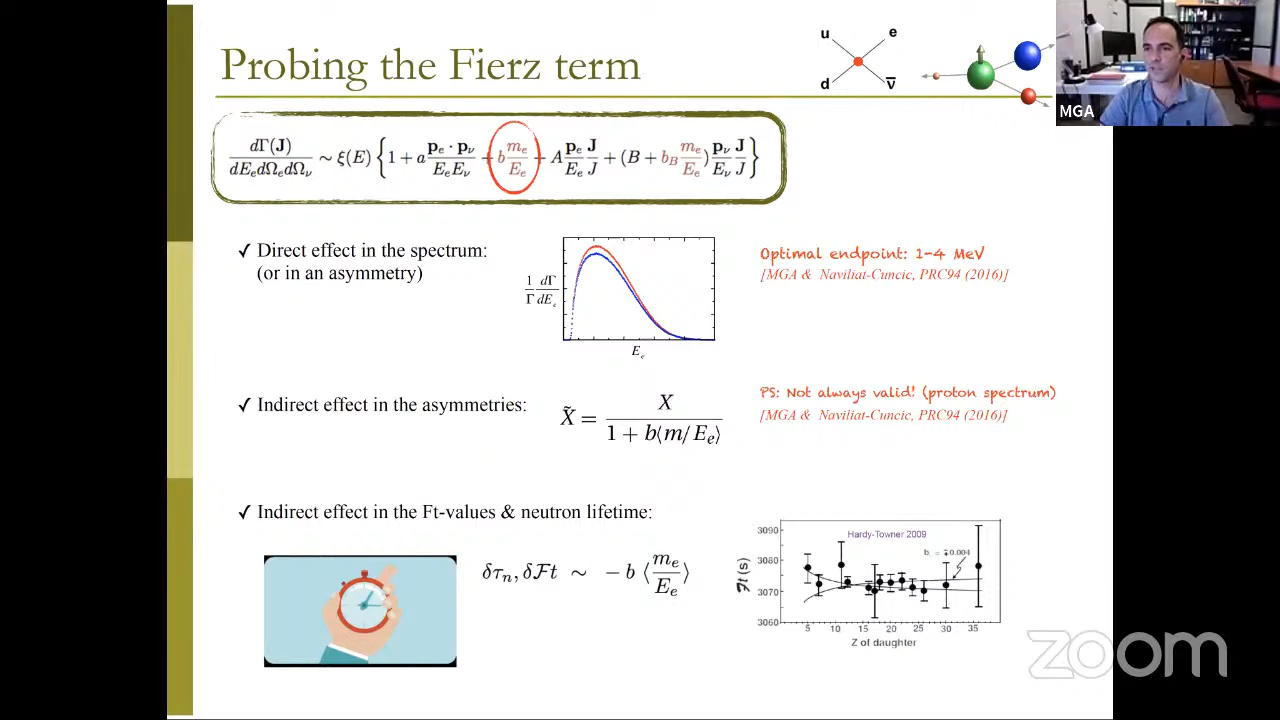 Probing the Fierz term
u e
d ν̄
MGA
dΓ(J) / dE_e dΩ_e dΩ_ν ∼ ξ(E) { 1 + a p_e · p_ν / E_e E_ν + b m_e / E_e + A p_e / E_e J / J + (B + b_B m_e / E_e) p_ν / E_ν J / J }
✓ Direct effect in the spectrum:
(or in an asymmetry)
1/Γ dΓ/dE_e
E_e
Optimal endpoint: 1-4 MeV
[MGA & Naviliat-Cuncic, PRC94 (2016)]
✓ Indirect effect in the asymmetries:
X̃ = X / 1 + b⟨m/E_e⟩
PS: Not always valid! (proton spectrum)
[MGA & Naviliat-Cuncic, PRC94 (2016)]
✓ Indirect effect in the Ft-values & neutron lifetime:
δτ_n, δℱt ∼ −b ⟨m_e / E_e⟩
Hardy-Towner 2009
ℱt (s)
3090
3080
3070
3060
5 10 15 20 25 30 35
Z of daughter
zoom